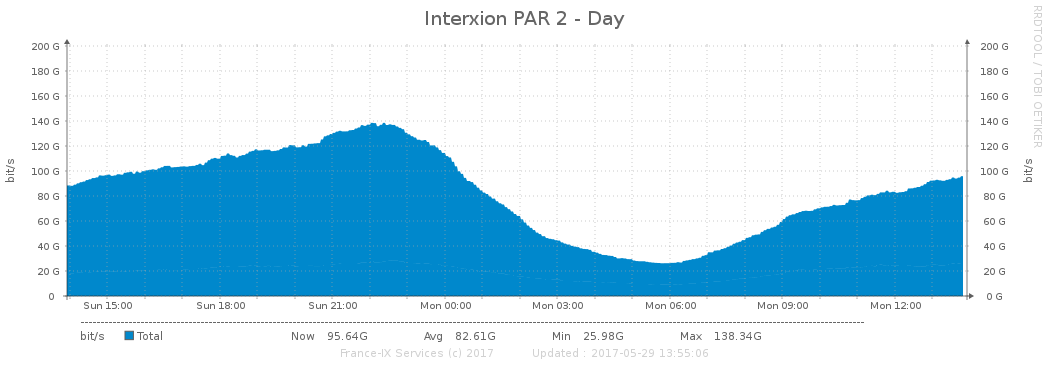 Interxion PAR 2 - Day
RRDTOOL / TOBI OETIKER
bit/s
bit/s
200 G 200 G
180 G 180 G
160 G 160 G
140 G 140 G
120 G 120 G
100 G 100 G
80 G 80 G
60 G 60 G
40 G 40 G
20 G 20 G
0 0 G
Sun 15:00 Sun 18:00 Sun 21:00 Mon 00:00 Mon 03:00 Mon 06:00 Mon 09:00 Mon 12:00
bit/s Total Now 95.64G Avg 82.61G Min 25.98G Max 138.34G
France-IX Services (c) 2017 Updated : 2017-05-29 13:55:06